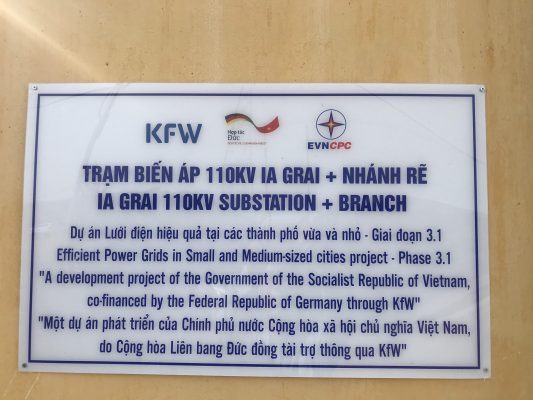 KFW
Hợp tác
Đức
EVNCPC
TRẠM BIẾN ÁP 110KV IA GRAI + NHÁNH RẼ
IA GRAI 110KV SUBSTATION + BRANCH
Dự án Lưới điện hiệu quả tại các thành phố vừa và nhỏ - Giai đoạn 3.1
Efficient Power Grids in Small and Medium-sized cities project - Phase 3.1
"A development project of the Government of the Socialist Republic of Vietnam,
co-financed by the Federal Republic of Germany through KfW"
"Một dự án phát triển của Chính phủ nước Cộng hòa xã hội chủ nghĩa Việt Nam,
do Cộng hòa Liên bang Đức đồng tài trợ thông qua KfW"